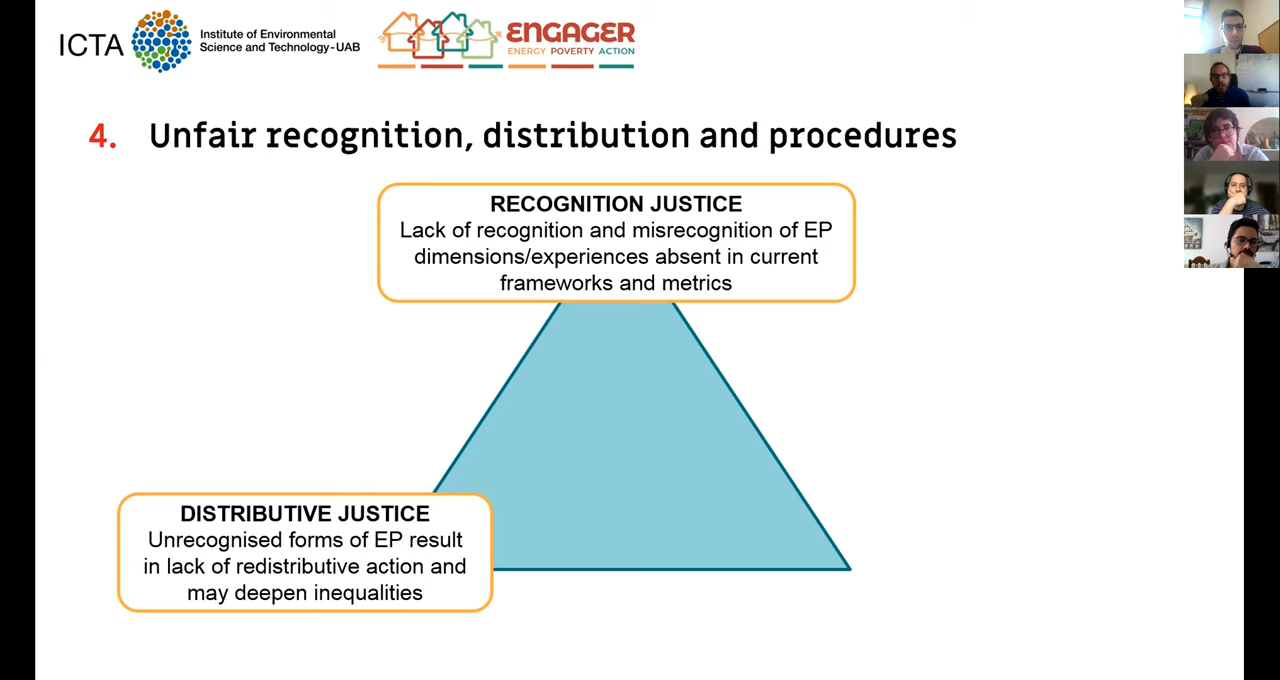 ICTA
Institute of Environmental
Science and Technology-UAB
ENGAGER
ENERGY POVERTY ACTION
4. Unfair recognition, distribution and procedures
RECOGNITION JUSTICE
Lack of recognition and misrecognition of EP
dimensions/experiences absent in current
frameworks and metrics
DISTRIBUTIVE JUSTICE
Unrecognised forms of EP result
in lack of redistributive action and
may deepen inequalities